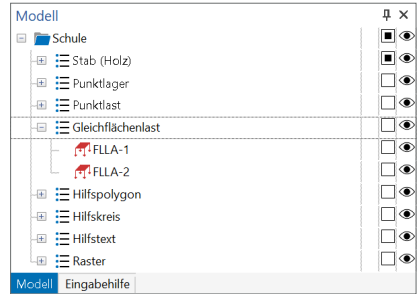 Modell
Schule
Stab (Holz)
Punktlager
Punktlast
Gleichflächenlast
FLLA-1
FLLA-2
Hilfspolygon
Hilfskreis
Hilfstext
Raster
Modell Eingabehilfe